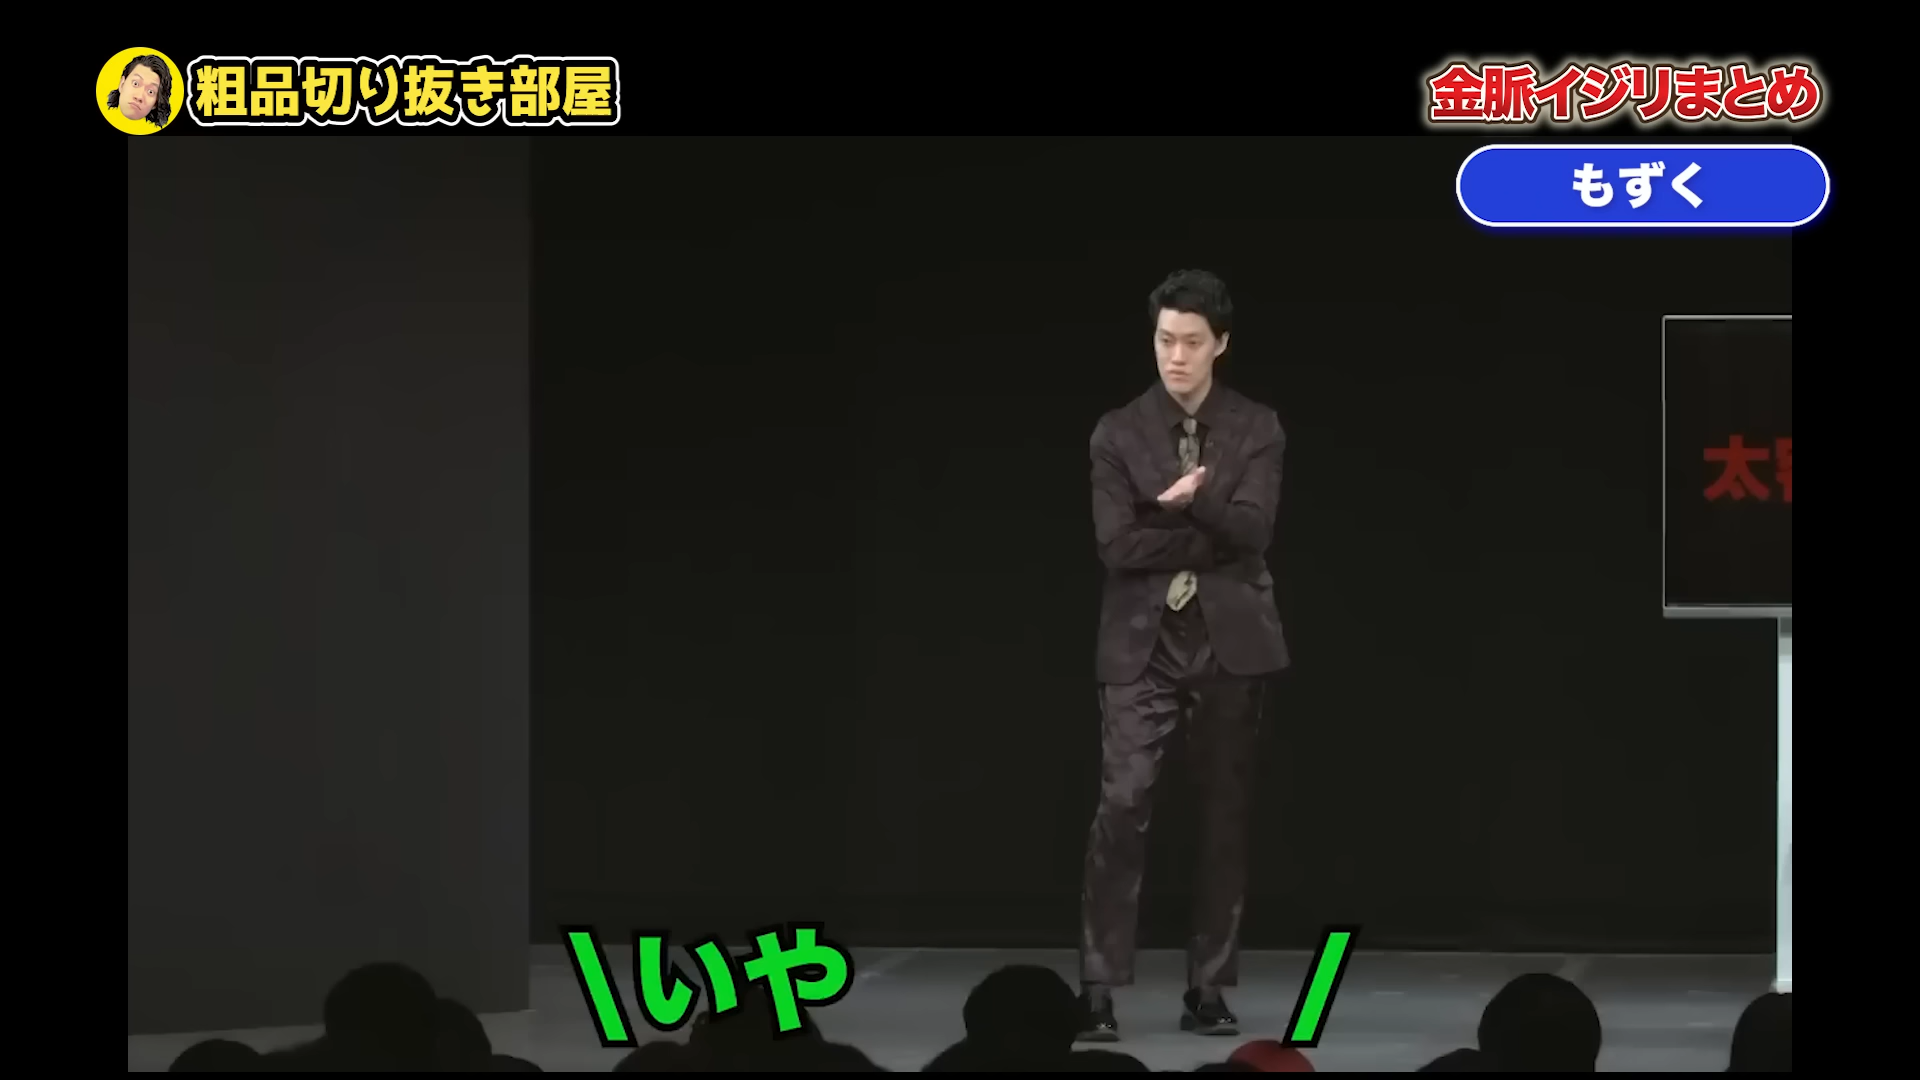 粗品切り抜き部屋
金脈イジリまとめ
もずく
太
\いや /